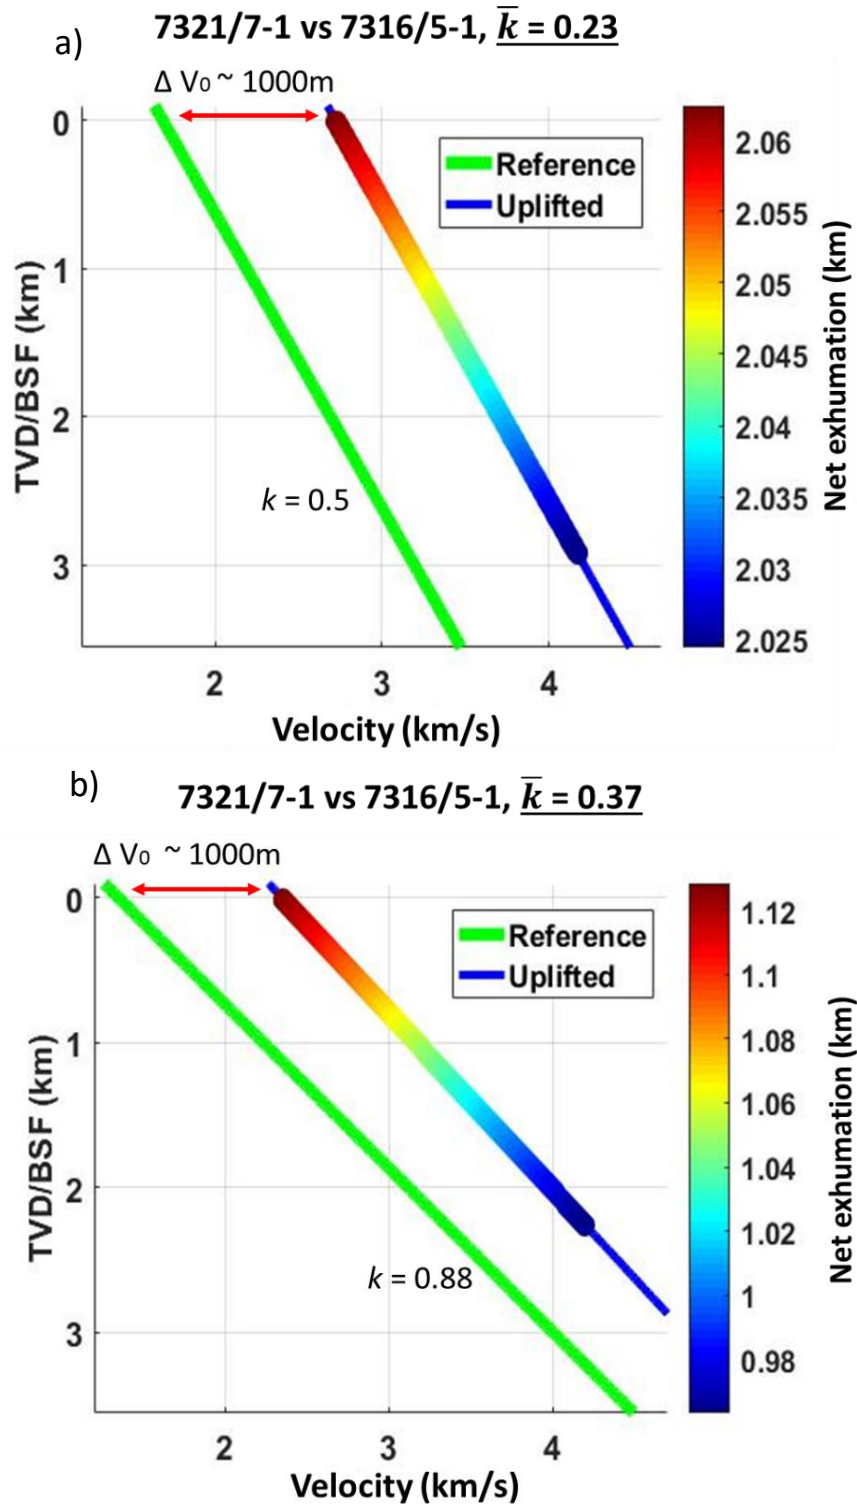 a)
7321/7-1 vs 7316/5-1, k̅ = 0.23
Δ V₀ ~ 1000m
0
1
2
3
TVD/BSF (km)
Reference
Uplifted
k = 0.5
2 3 4
Velocity (km/s)
2.06
2.055
2.05
2.045
2.04
2.035
2.03
2.025
Net exhumation (km)
b)
7321/7-1 vs 7316/5-1, k̅ = 0.37
Δ V₀ ~ 1000m
0
1
2
3
TVD/BSF (km)
Reference
Uplifted
k = 0.88
2 3 4
Velocity (km/s)
1.12
1.1
1.08
1.06
1.04
1.02
1
0.98
Net exhumation (km)